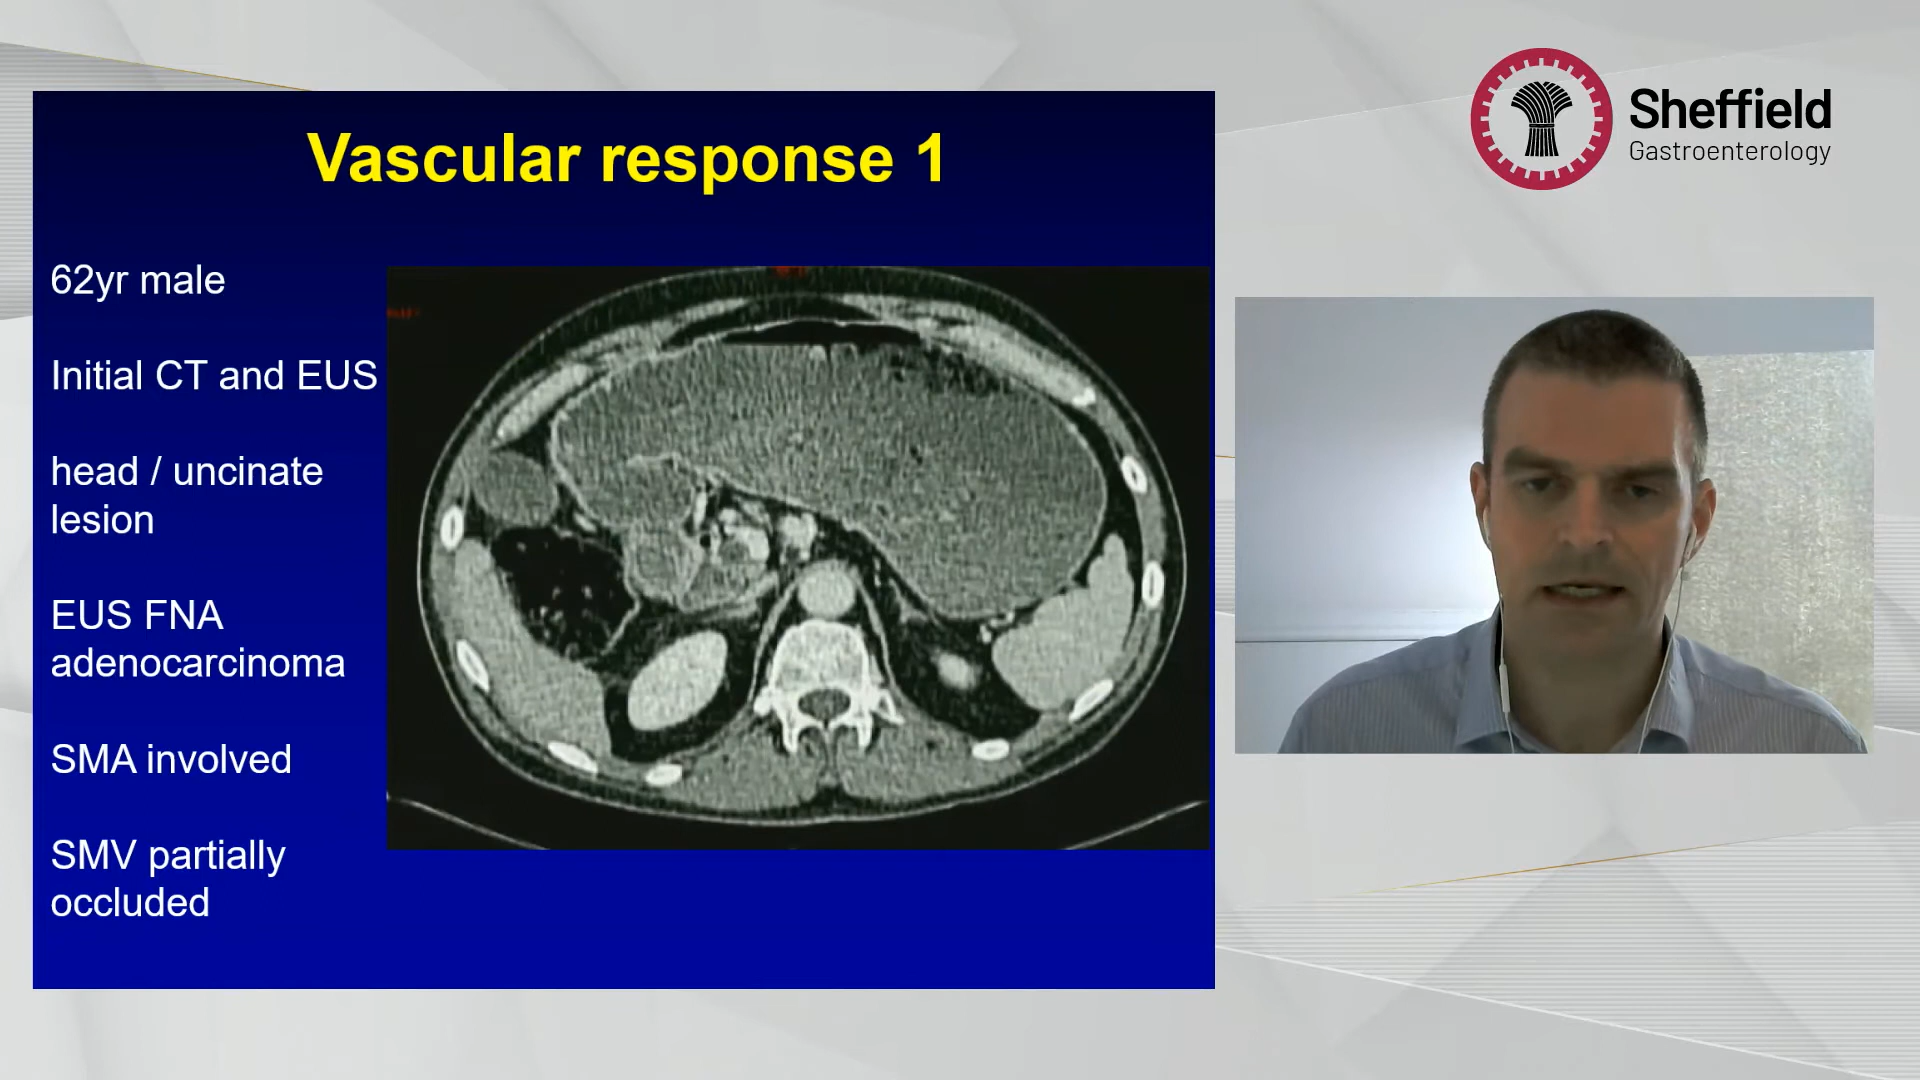 Vascular response 1
62yr male
Initial CT and EUS
head / uncinate
lesion
EUS FNA
adenocarcinoma
SMA involved
SMV partially
occluded
Sheffield
Gastroenterology